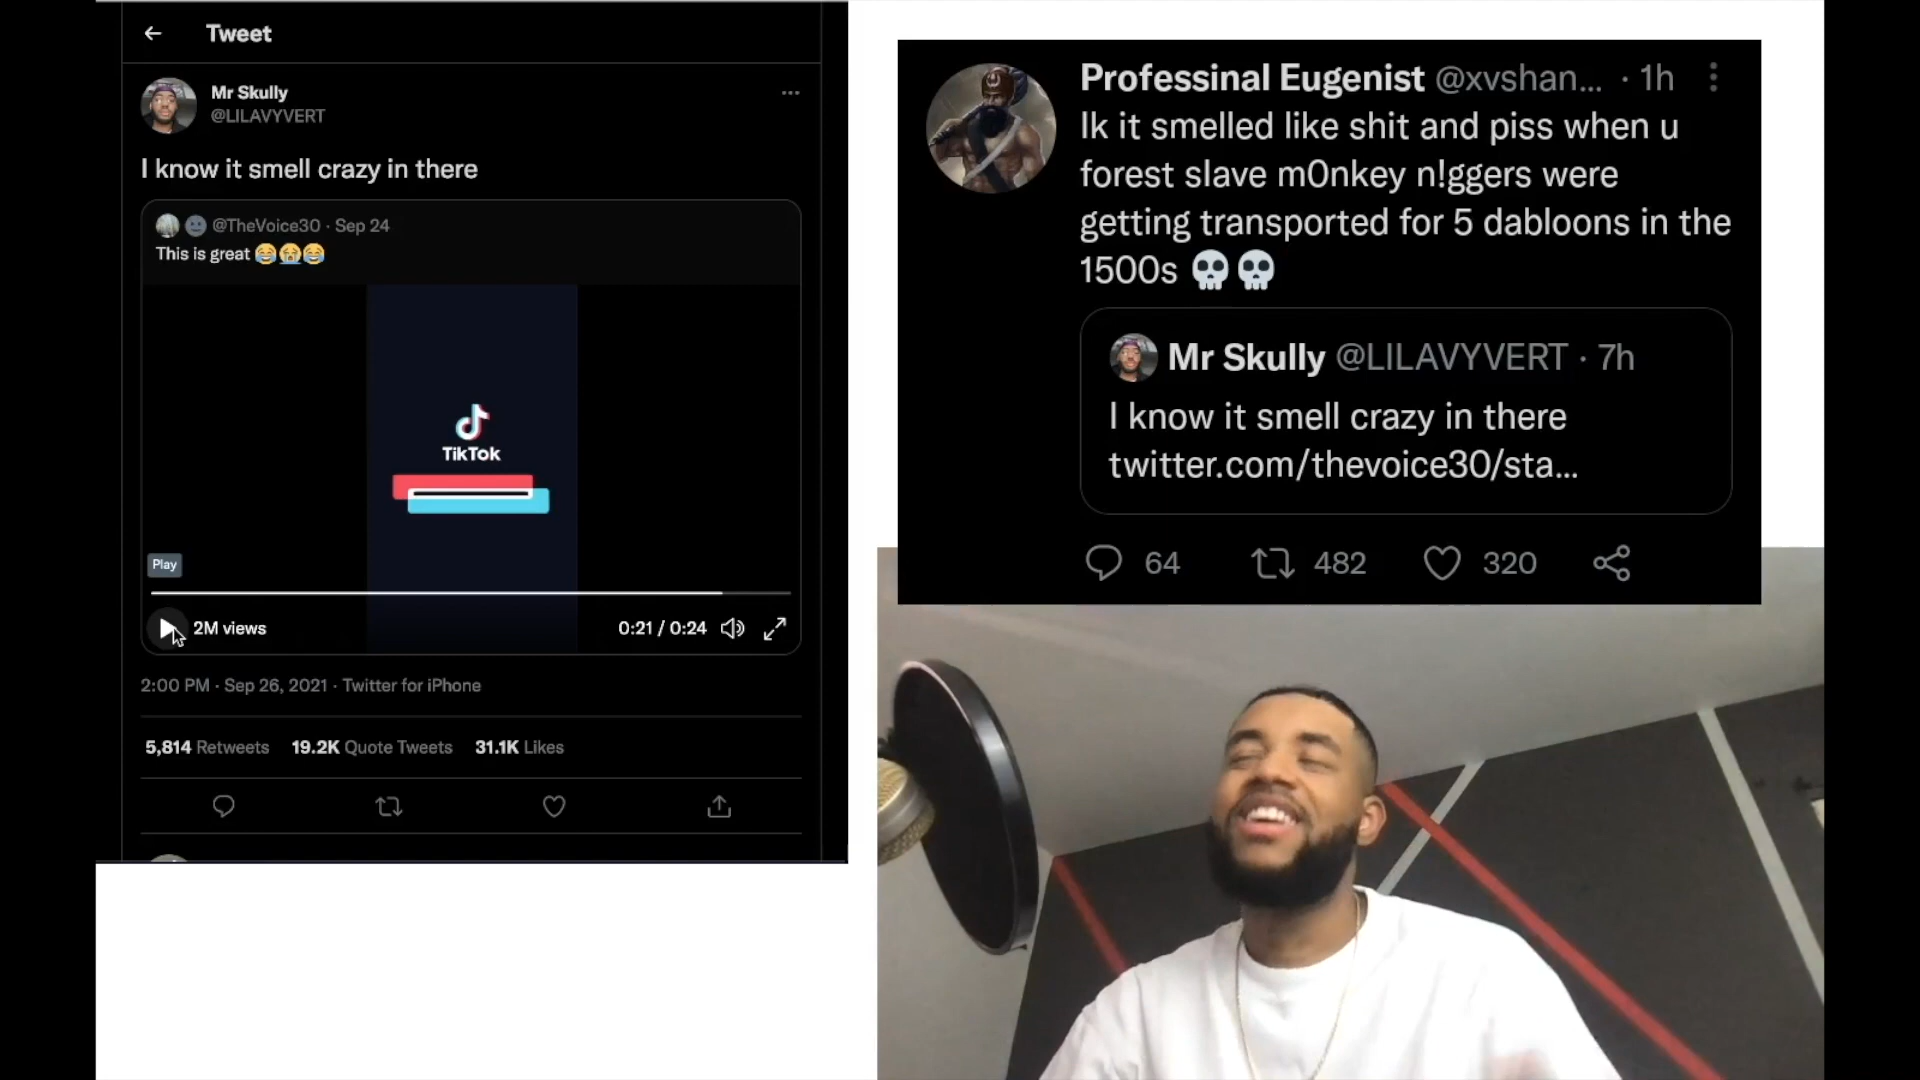 Tweet
Mr Skully
@LILAVYVERT
I know it smell crazy in there
@TheVoice30 · Sep 24
This is great 😂😭😂
TikTok
Play
2M views
0:21 / 0:24
2:00 PM · Sep 26, 2021 · Twitter for iPhone
5,814 Retweets 19.2K Quote Tweets 31.1K Likes
Professinal Eugenist @xvshan... · 1h
Ik it smelled like shit and piss when u
forest slave m0nkey n!ggers were
getting transported for 5 dabloons in the
1500s 💀💀
Mr Skully @LILAVYVERT · 7h
I know it smell crazy in there
twitter.com/thevoice30/sta...
64 482 320